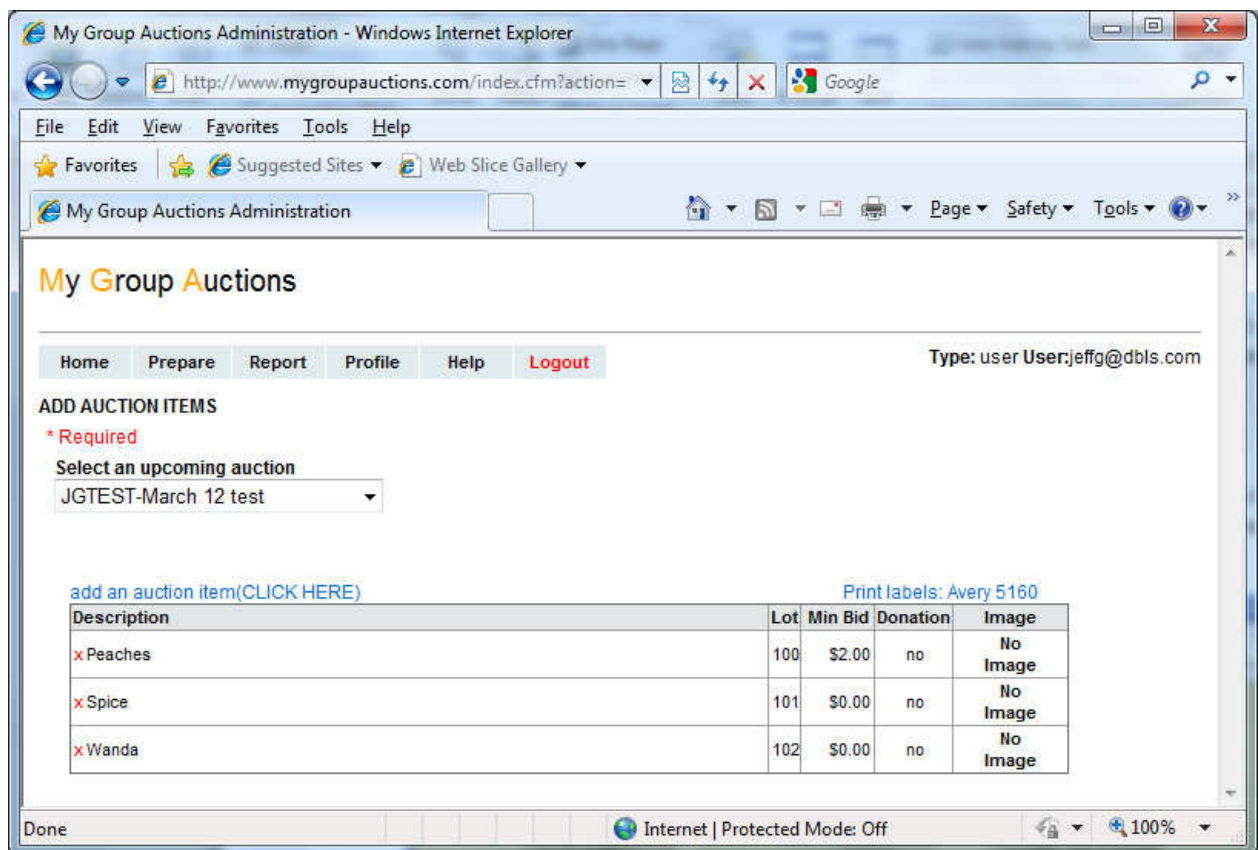 My Group Auctions Administration - Windows Internet Explorer
http://www.mygroupauctions.com/index.cfm?action=
Google
File Edit View Favorites Tools Help
Favorites Suggested Sites Web Slice Gallery
My Group Auctions Administration
Page Safety Tools
My Group Auctions
Home Prepare Report Profile Help Logout
Type: user User:jeffg@dbls.com
ADD AUCTION ITEMS
* Required
Select an upcoming auction
JGTEST-March 12 test
add an auction item(CLICK HERE) Print labels: Avery 5160
Description Lot Min Bid Donation Image
x Peaches 100 $2.00 no No Image
x Spice 101 $0.00 no No Image
x Wanda 102 $0.00 no No Image
Done Internet | Protected Mode: Off 100%